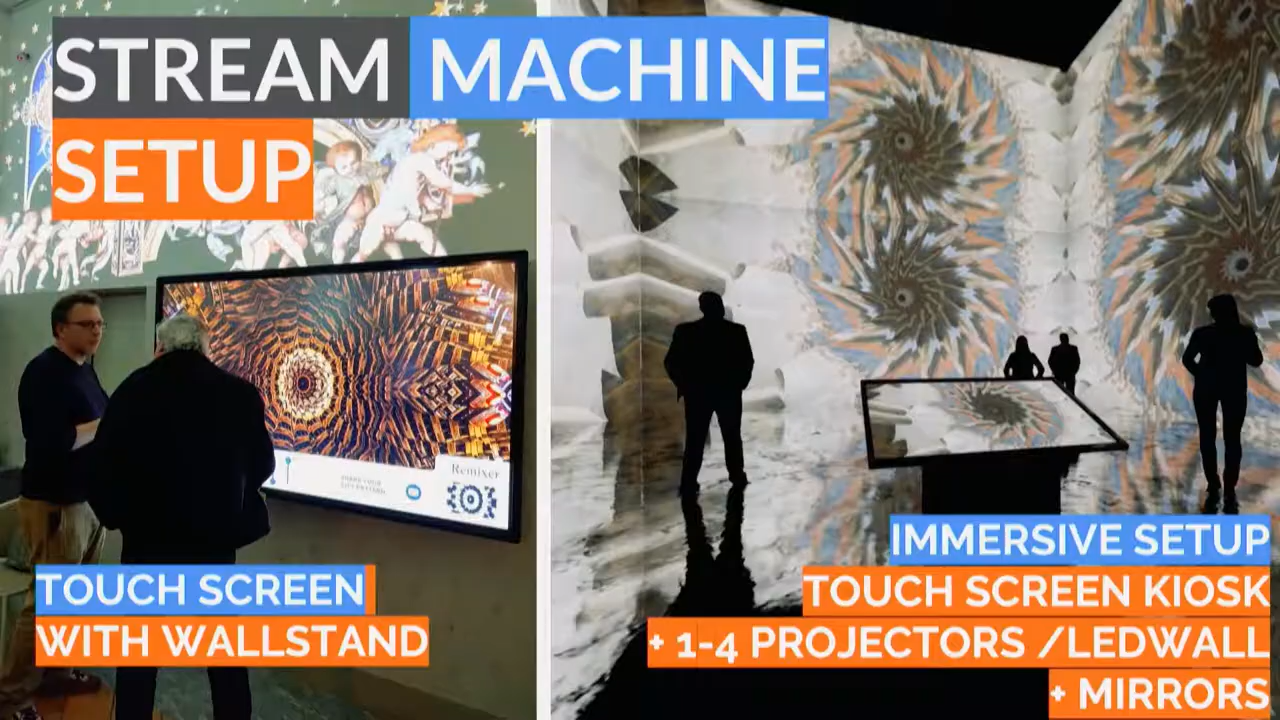 STREAM MACHINE
SETUP
Remixer
TOUCH SCREEN
WITH WALLSTAND
IMMERSIVE SETUP
TOUCH SCREEN KIOSK
+ 1-4 PROJECTORS /LEDWALL
+ MIRRORS